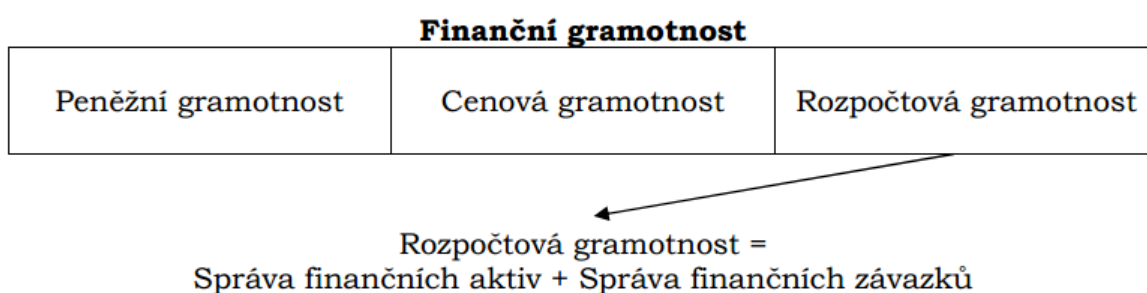 Finanční gramotnost
Peněžní gramotnost
Cenová gramotnost
Rozpočtová gramotnost
Rozpočtová gramotnost =
Správa finančních aktiv + Správa finančních závazků